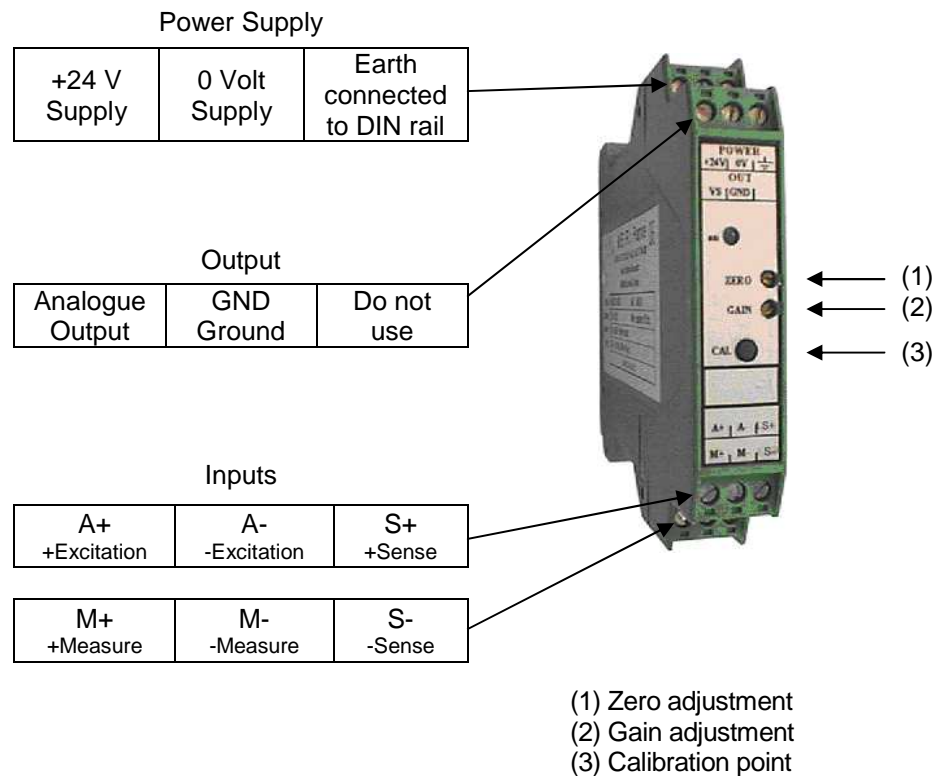 Power Supply
+24 V Supply
0 Volt Supply
Earth connected to DIN rail
Output
Analogue Output
GND Ground
Do not use
Inputs
A+
+Excitation
A-
-Excitation
S+
+Sense
M+
+Measure
M-
-Measure
S-
-Sense
POWER
+24V 0V
OUT
VS GND
ZERO
GAIN
CAL
A+ A- S+
M+ M- S-
(1)
(2)
(3)
(1) Zero adjustment
(2) Gain adjustment
(3) Calibration point